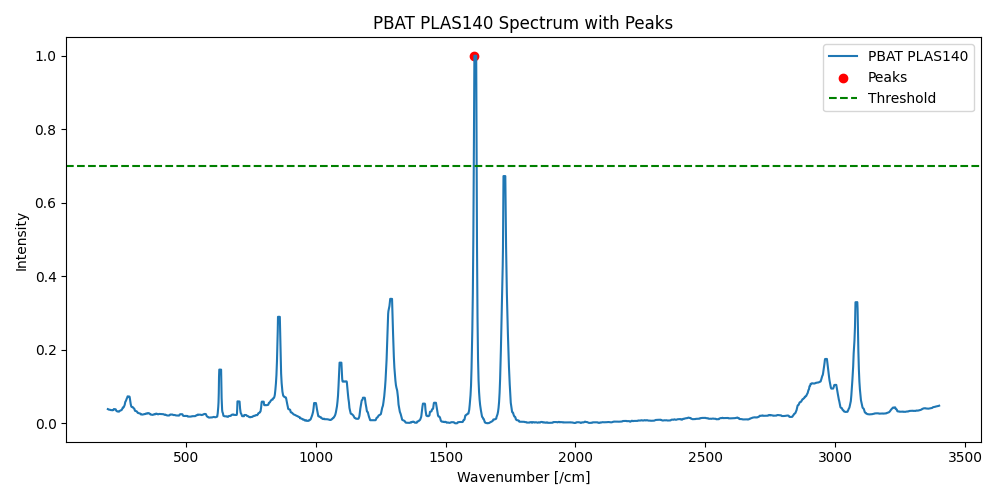 PBAT PLAS140 Spectrum with Peaks
PBAT PLAS140
Peaks
Threshold
Intensity
1.0
0.8
0.6
0.4
0.2
0.0
500 1000 1500 2000 2500 3000 3500
Wavenumber [/cm]